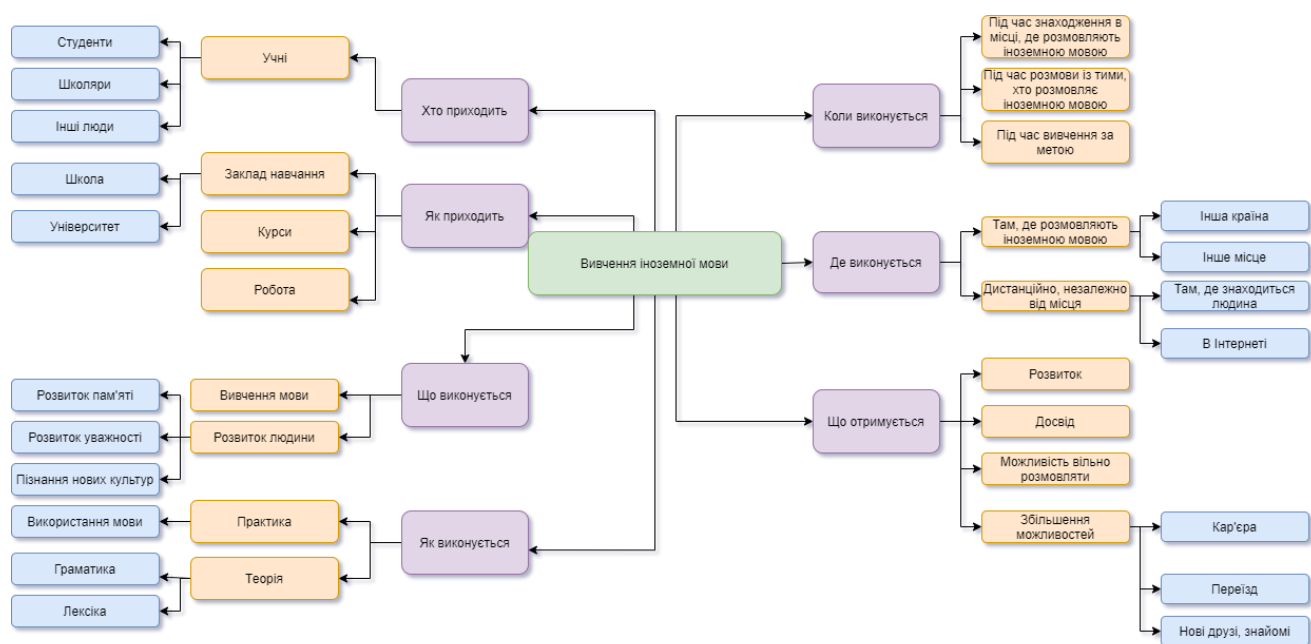 Вивчення іноземної мови
Хто приходить
Учні
Студенти
Школяри
Інші люди
Як приходить
Заклад навчання
Школа
Університет
Курси
Робота
Що виконується
Вивчення мови
Розвиток людини
Розвиток пам'яті
Розвиток уважності
Пізнання нових культур
Як виконується
Практика
Використання мови
Теорія
Граматика
Лексіка
Коли виконується
Під час знаходження в
місці, де розмовляють
іноземною мовою
Під час розмови із тими,
хто розмовляє
іноземною мовою
Під час вивчення за
метою
Де виконується
Там, де розмовляють
іноземною мовою
Інша країна
Інше місце
Дистанційно, незалежно
від місця
Там, де знаходиться
людина
В Інтернеті
Що отримується
Розвиток
Досвід
Можливість вільно
розмовляти
Збільшення
можливостей
Кар'єра
Переїзд
Нові друзі, знайомі